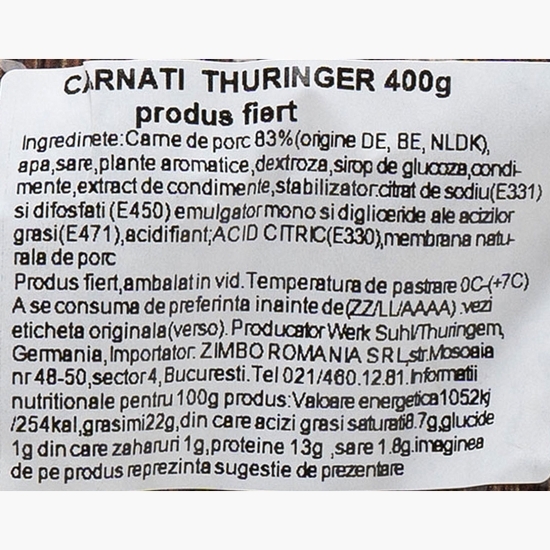 CARNATI THURINGER 400g
produs fiert
Ingredinete:Carne de porc 83%(origine DE, BE, NLDK),
apa,sare,plante aromatice,dextroza,sirop de glucoza,condi-
mente,extract de condimente,stabilizator:citrat de sodiu(E331)
si difosfati (E450) emulgator mono si digliceride ale acizilor
grasi(E471),acidifiant;ACID CITRIC(E330),membrana natu-
rala de porc
Produs fiert,ambalat in vid. Temperatura de pastrare 0C-(+7C)
A se consuma de preferinta inainte de(ZZ/LL/AAAA) .vezi
eticheta originala(verso). Producator Werk Suhl/Thuringem,
Germania, Importator: ZIMBO ROMANIA SRL,str.Mosoaia
nr 48-50,sector 4, Bucuresti.Tel 021/460.12.81.Informatii
nutritionale pentru 100g produs:Valoare energetica1052kj
/254kal,grasimi22g,din care acizi grasi saturati8.7g,glucide
1g din care zaharuri 1g,proteine 13g ,sare 1.8g.imaginea
de pe produs reprezinta sugestie de prezentare